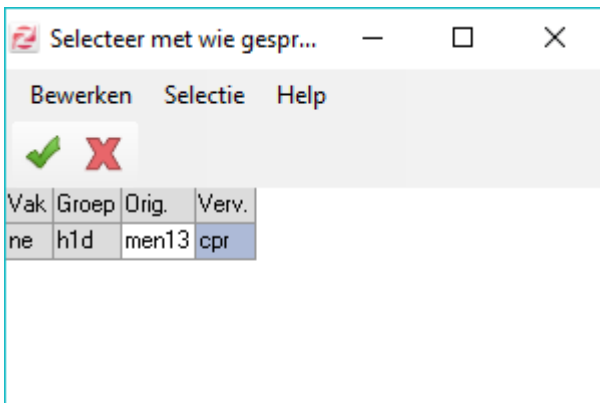 Selecteer met wie gespr...
Bewerken Selectie Help
Vak Groep Orig. Verv.
ne h1d men13 cpr